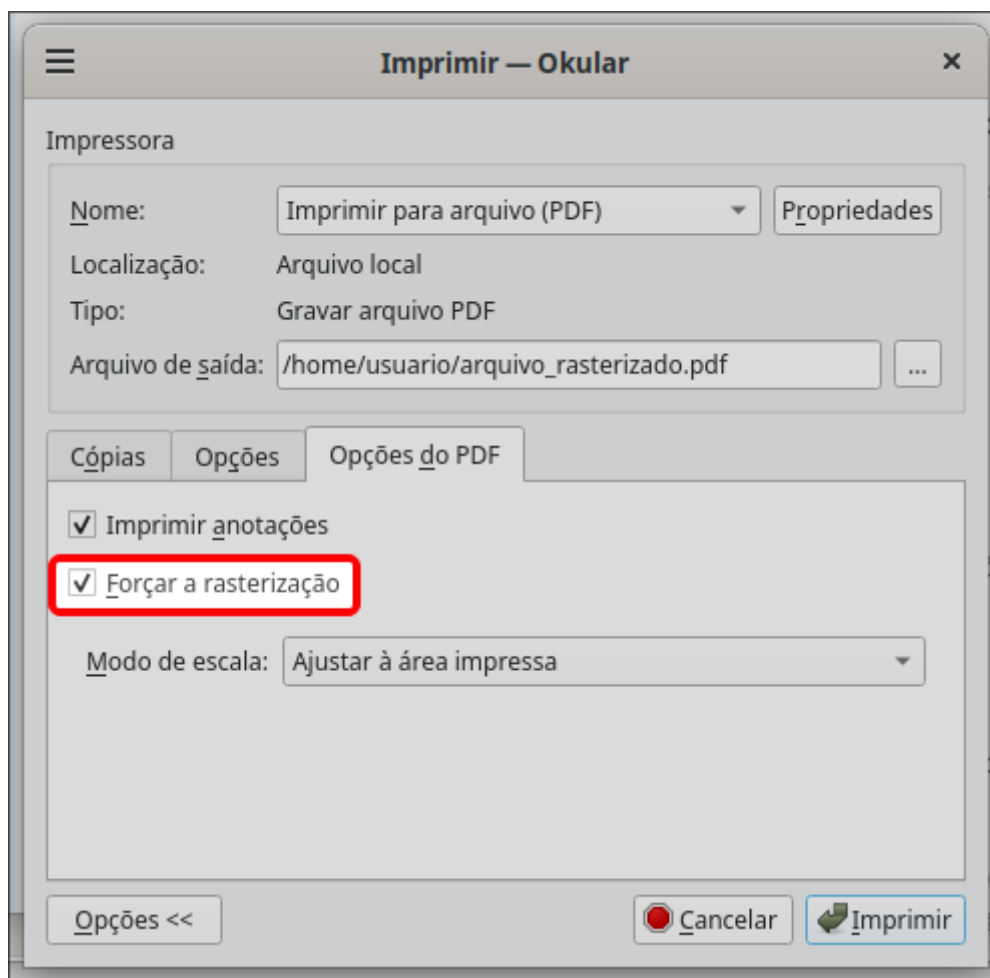 Imprimir — Okular
Impressora
Nome: Imprimir para arquivo (PDF) Propriedades
Localização: Arquivo local
Tipo: Gravar arquivo PDF
Arquivo de saída: /home/usuario/arquivo_rasterizado.pdf ...
Cópias Opções Opções do PDF
Imprimir anotações
Forçar a rasterização
Modo de escala: Ajustar à área impressa
Opções << Cancelar Imprimir